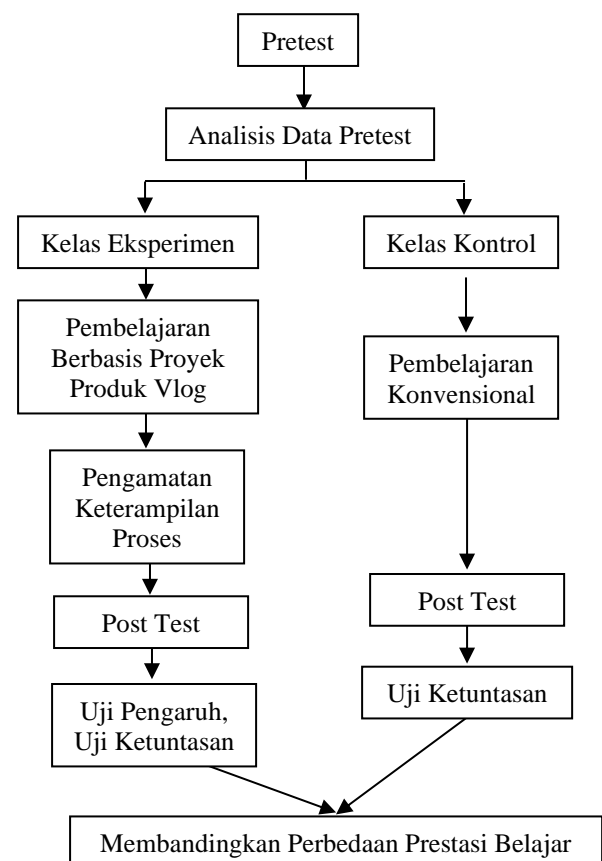 Pretest
Analisis Data Pretest
Kelas Eksperimen
Kelas Kontrol
Pembelajaran
Berbasis Proyek
Produk Vlog
Pembelajaran
Konvensional
Pengamatan
Keterampilan
Proses
Post Test
Post Test
Uji Pengaruh,
Uji Ketuntasan
Uji Ketuntasan
Membandingkan Perbedaan Prestasi Belajar